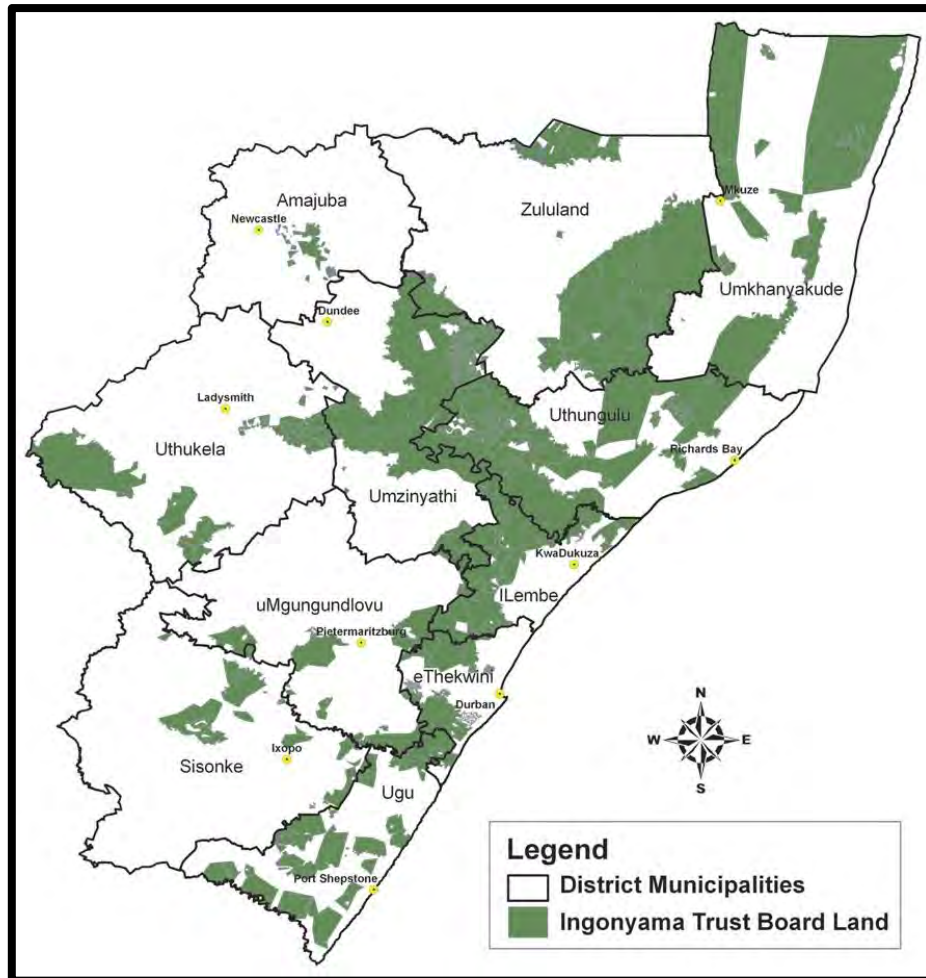 Amajuba
Newcastle
Zululand
Mkuze
Umkhanyakude
Dundee
Ladysmith
Uthukela
Uthungulu
Richards Bay
Umzinyathi
KwaDukuza
ILembe
uMgungundlovu
Pietermaritzburg
eThekwini
Durban
Ixopo
Sisonke
Ugu
Port Shepstone
N
W E
S
Legend
District Municipalities
Ingonyama Trust Board Land